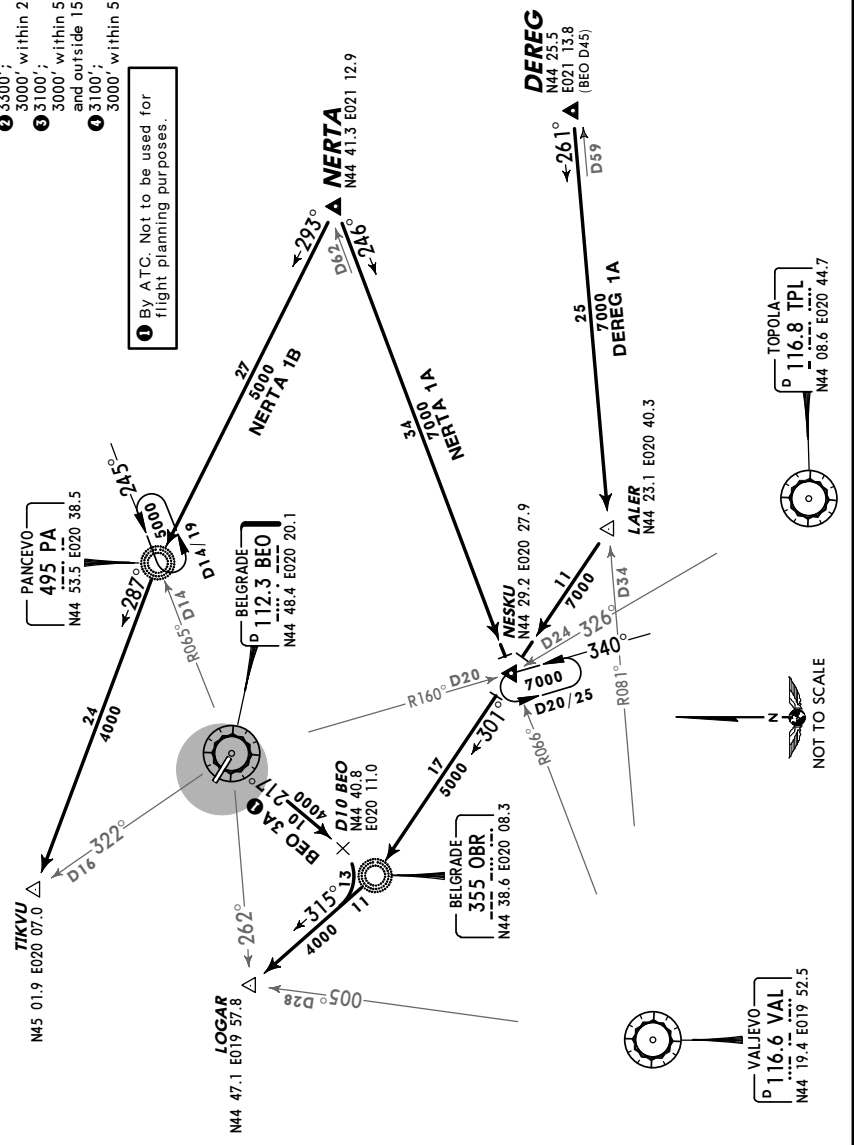 ❷ 3300';
3000' within 2
❸ 3100';
3000' within 5
and outside 15
❹ 3100';
3000' within 5
❶ By ATC. Not to be used for
flight planning purposes.
TIKVU
N45 01.9 E020 07.0
D16
322°
24
4000
287°
PANCEVO
495 PA
N44 53.5 E020 38.5
245°
5000
D14/19
R065° D14
293°
27
5000
NERTA 1B
NERTA
N44 41.3 E021 12.9
D62
246°
34
7000
NERTA 1A
BELGRADE
D 112.3 BEO
N44 48.4 E020 20.1
217°
10
4000
BEO 3A ❶
D10 BEO
N44 40.8
E020 11.0
13
315°
11
4000
262°
LOGAR
N44 47.1 E019 57.8
005° D28
BELGRADE
355 OBR
N44 38.6 E020 08.3
301°
17
5000
R160° D20
NESKU
N44 29.2 E020 27.9
7000
D20/25
340°
D24 326°
R066°
11
7000
LALER
N44 23.1 E020 40.3
R081° D34
25
7000
DEREG 1A
261°
D59
DEREG
N44 25.5
E021 13.8
(BEO D45)
TOPOLA
D 116.8 TPL
N44 08.6 E020 44.7
VALJEVO
D 116.6 VAL
N44 19.4 E019 52.5
N
NOT TO SCALE